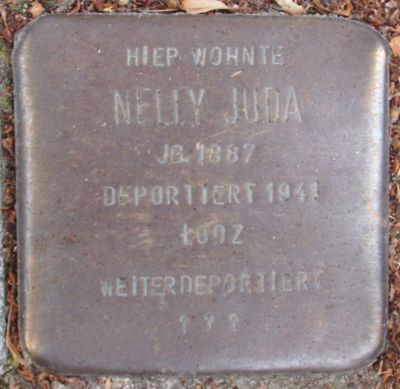 HIER WOHNTE
NELLY JUDA
JG. 1887
DEPORTIERT 1941
ŁODZ
WEITERDEPORTIERT
? ? ?